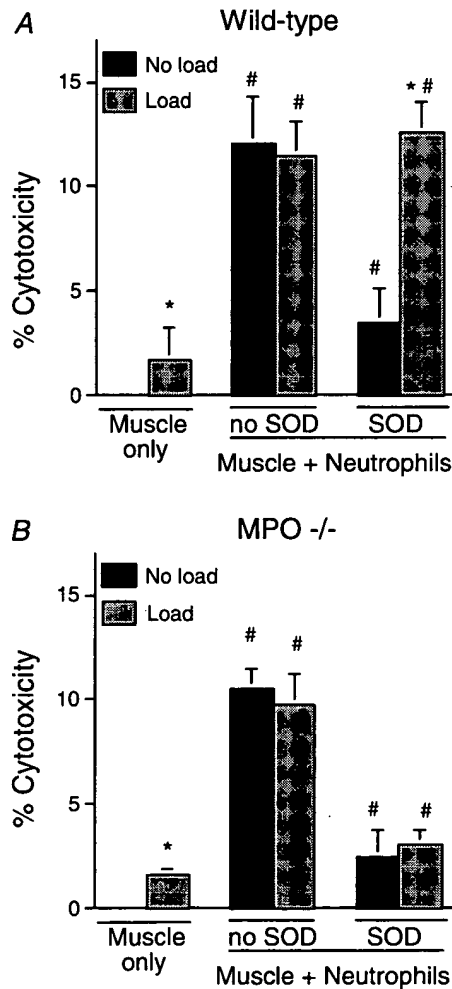 A Wild-type
No load
Load
% Cytotoxicity
15
10
5
0
*
#
#
#
* #
Muscle only
no SOD
SOD
Muscle + Neutrophils
B MPO -/-
No load
Load
% Cytotoxicity
15
10
5
0
*
#
#
#
#
Muscle only
no SOD
SOD
Muscle + Neutrophils